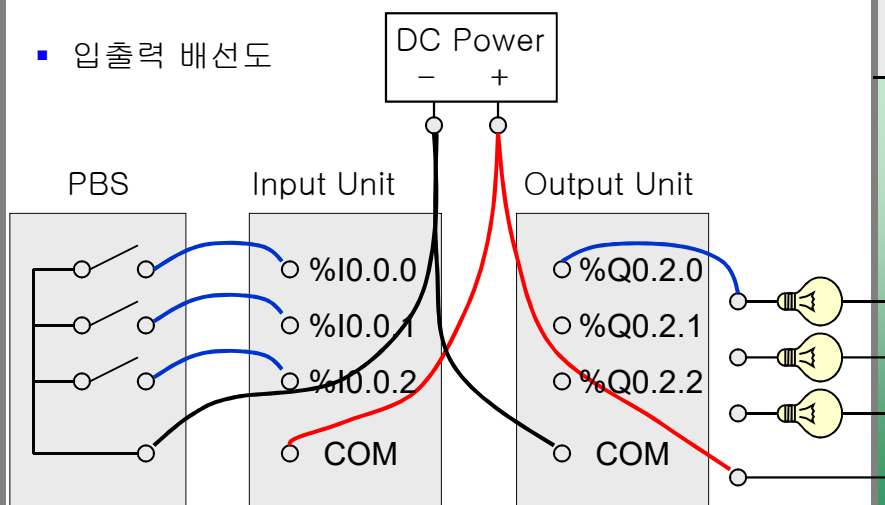 ▪ 입출력 배선도
DC Power
− +
PBS
Input Unit
Output Unit
%I0.0.0
%I0.0.1
%I0.0.2
COM
%Q0.2.0
%Q0.2.1
%Q0.2.2
COM